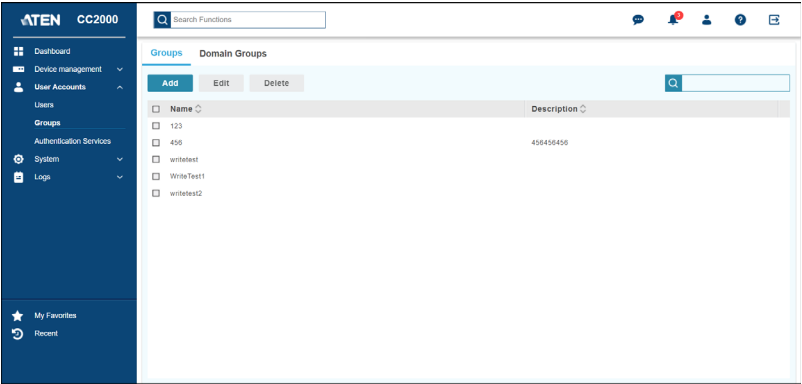 ATEN CC2000
Search Functions
3
?
Dashboard
Device management
User Accounts
Users
Groups
Authentication Services
System
Logs
My Favorites
Recent
Groups Domain Groups
Add Edit Delete
Name Description
123
456 456456456
writetest
WriteTest1
writetest2